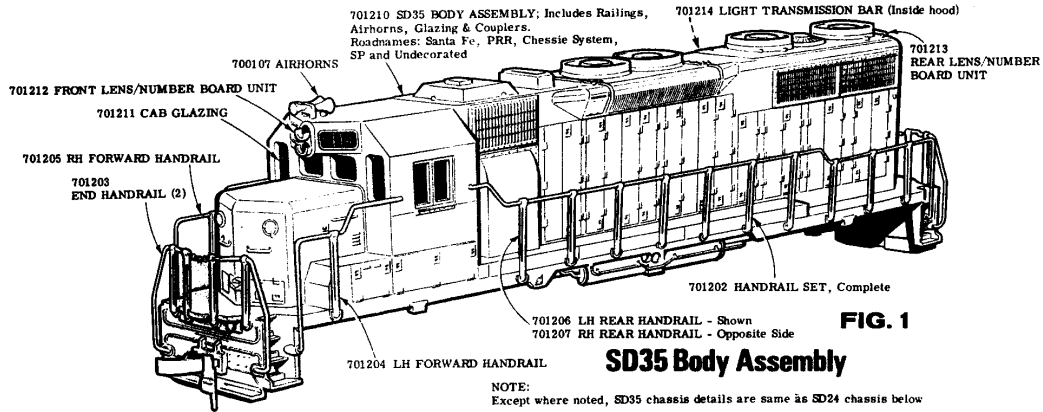 701210 SD35 BODY ASSEMBLY; Includes Railings,
Airhorns, Glazing & Couplers.
Roadnames: Santa Fe, PRR, Chessie System,
SP and Undecorated
701214 LIGHT TRANSMISSION BAR (Inside hood)
701213
REAR LENS/NUMBER
BOARD UNIT
700107 AIRHORNS
701212 FRONT LENS/NUMBER BOARD UNIT
701211 CAB GLAZING
701205 RH FORWARD HANDRAIL
701203
END HANDRAIL (2)
701202 HANDRAIL SET, Complete
701206 LH REAR HANDRAIL - Shown
701207 RH REAR HANDRAIL - Opposite Side
FIG. 1
701204 LH FORWARD HANDRAIL
SD35 Body Assembly
NOTE:
Except where noted, SD35 chassis details are same as SD24 chassis below